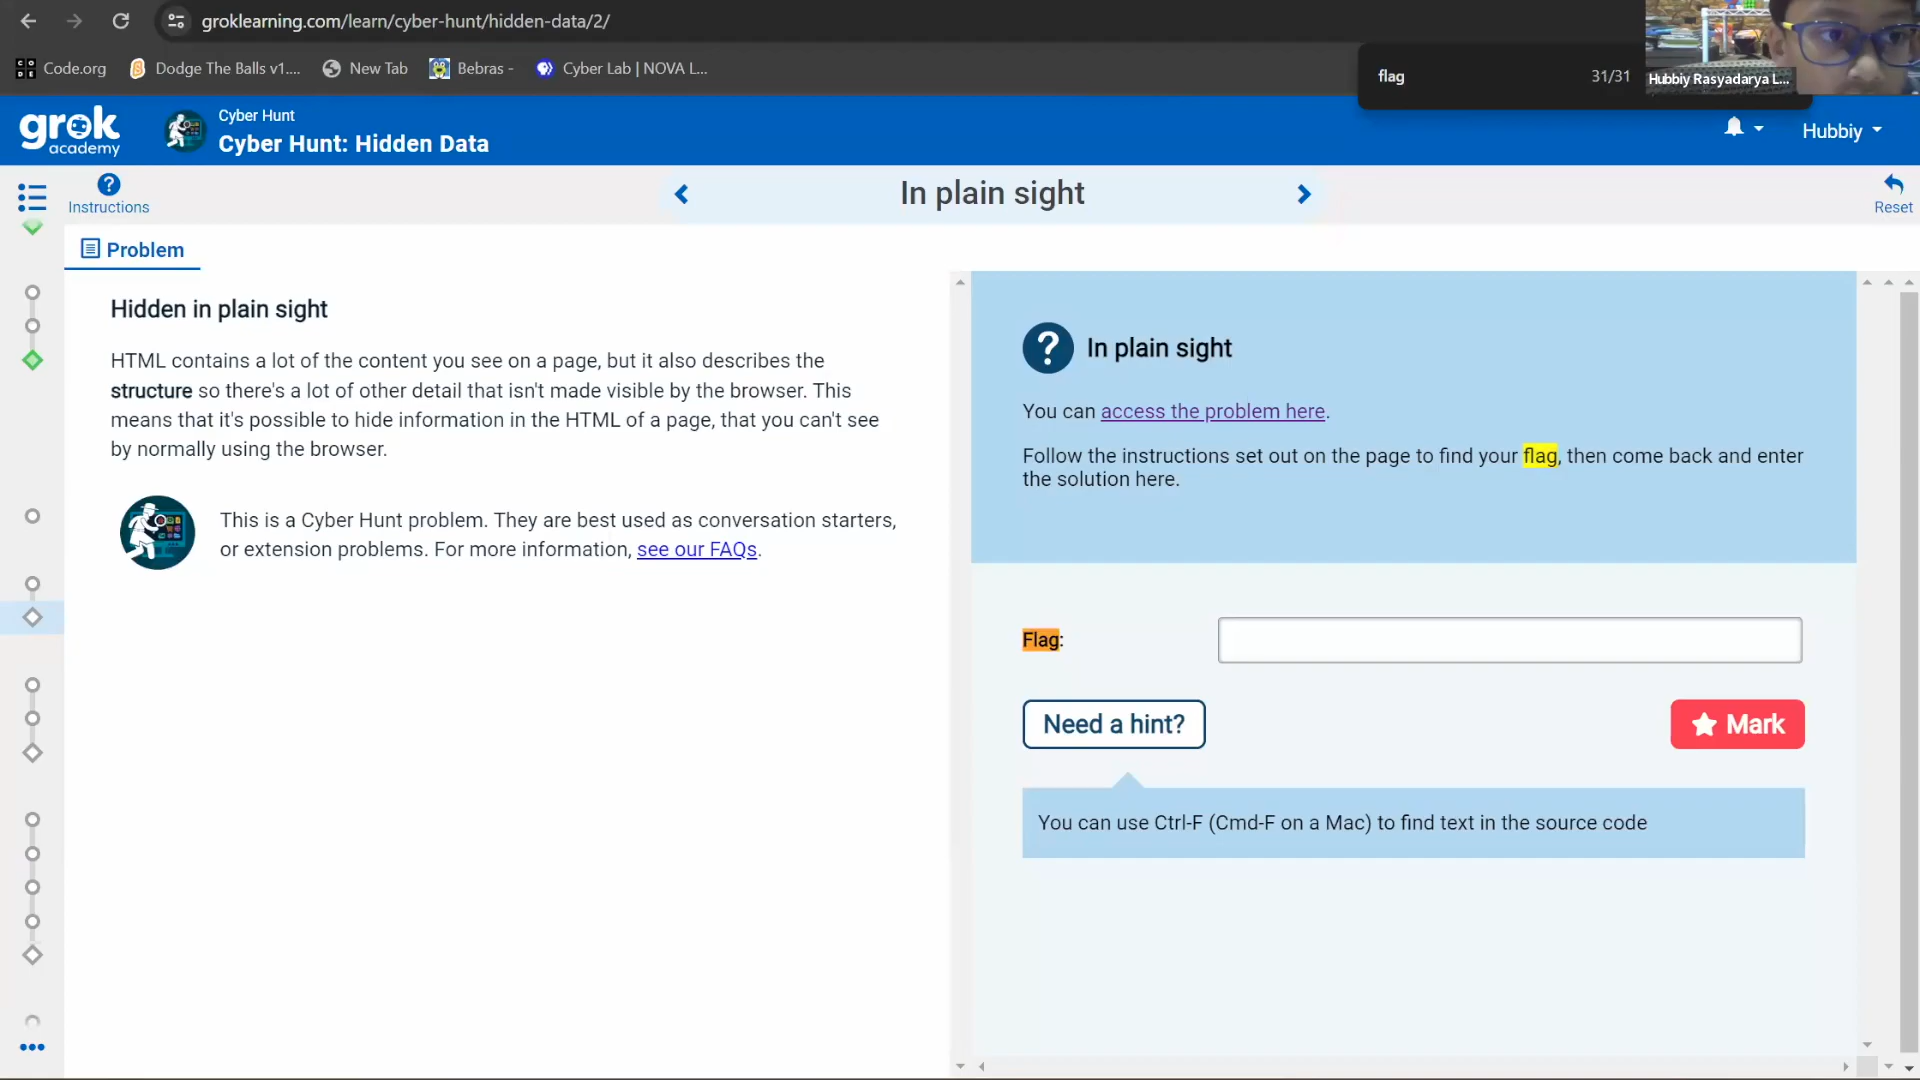 groklearning.com/learn/cyber-hunt/hidden-data/2/
CODE Code.org
Dodge The Balls v1....
New Tab
Bebras -
Cyber Lab | NOVA L...
flag
31/31
Hubbiy Rasyadarya L...
grok
academy
Cyber Hunt
Cyber Hunt: Hidden Data
Hubbiy
Instructions
In plain sight
Reset
Problem
Hidden in plain sight
HTML contains a lot of the content you see on a page, but it also describes the
structure so there's a lot of other detail that isn't made visible by the browser. This
means that it's possible to hide information in the HTML of a page, that you can't see
by normally using the browser.
This is a Cyber Hunt problem. They are best used as conversation starters,
or extension problems. For more information, see our FAQs.
? In plain sight
You can access the problem here.
Follow the instructions set out on the page to find your flag, then come back and enter
the solution here.
Flag:
Need a hint?
Mark
You can use Ctrl-F (Cmd-F on a Mac) to find text in the source code